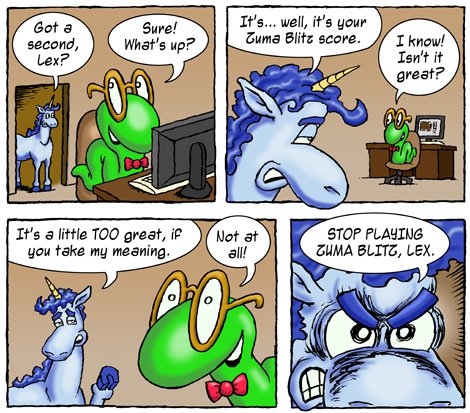 Got a
second,
Lex?
Sure!
What's up?
It's... well, it's your
Zuma Blitz score.
I know!
Isn't it
great?
It's a little TOO great, if
you take my meaning.
Not at
all!
STOP PLAYING
ZUMA BLITZ, LEX.